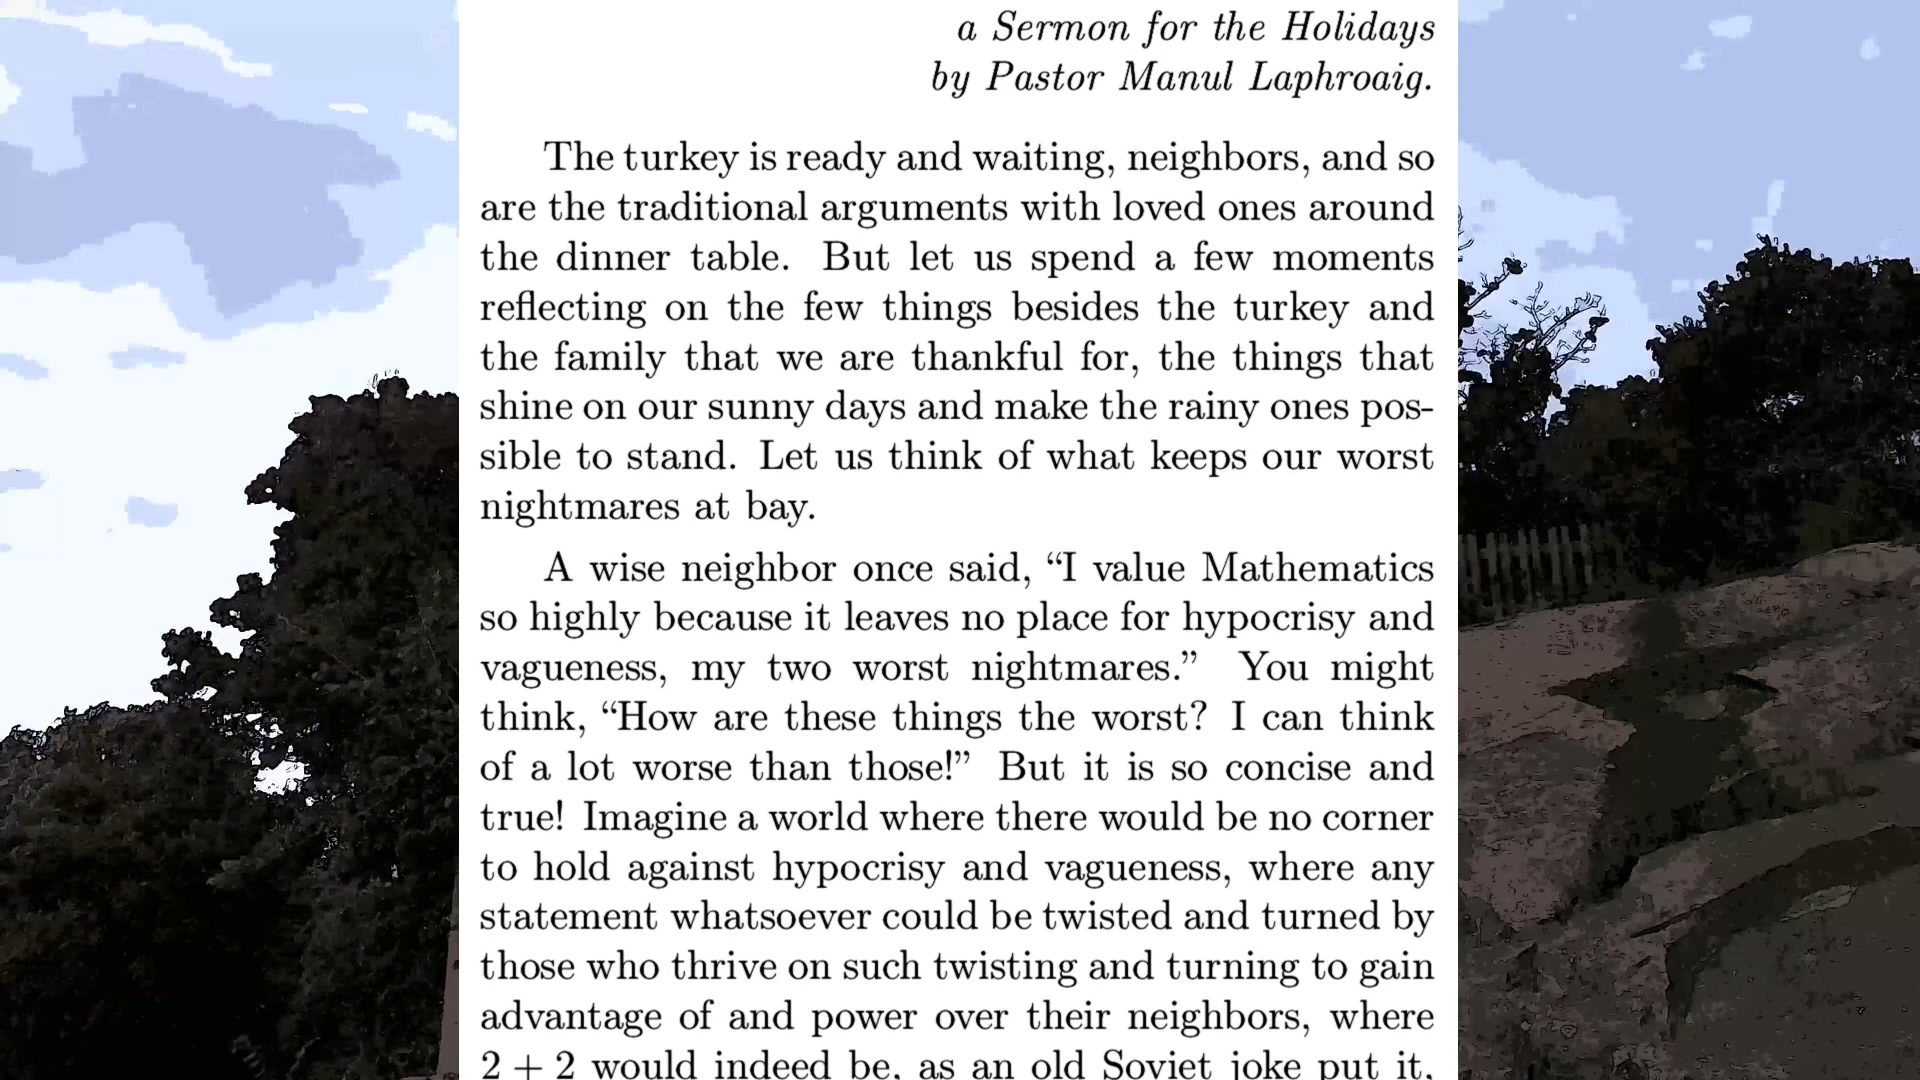 a Sermon for the Holidays
by Pastor Manul Laphroaig.
The turkey is ready and waiting, neighbors, and so
are the traditional arguments with loved ones around
the dinner table. But let us spend a few moments
reflecting on the few things besides the turkey and
the family that we are thankful for, the things that
shine on our sunny days and make the rainy ones pos-
sible to stand. Let us think of what keeps our worst
nightmares at bay.
A wise neighbor once said, “I value Mathematics
so highly because it leaves no place for hypocrisy and
vagueness, my two worst nightmares.” You might
think, “How are these things the worst? I can think
of a lot worse than those!” But it is so concise and
true! Imagine a world where there would be no corner
to hold against hypocrisy and vagueness, where any
statement whatsoever could be twisted and turned by
those who thrive on such twisting and turning to gain
advantage of and power over their neighbors, where
2 + 2 would indeed be, as an old Soviet joke put it,